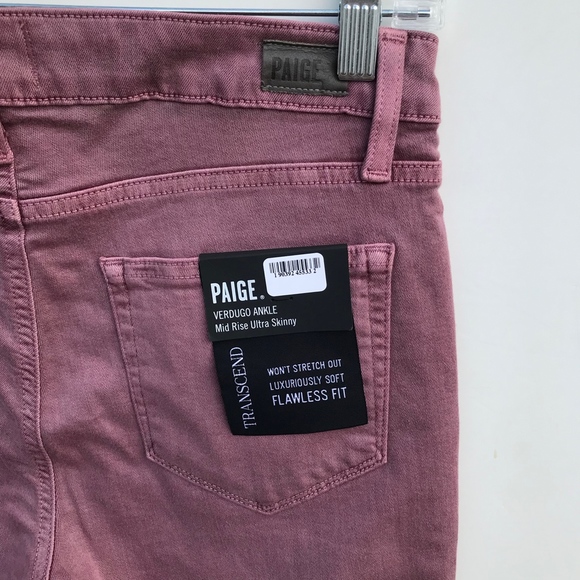 PAIGE
PAIGE®
VERDUGO ANKLE
Mid Rise Ultra Skinny
TRANSCEND
WON'T STRETCH OUT
LUXURIOUSLY SOFT
FLAWLESS FIT